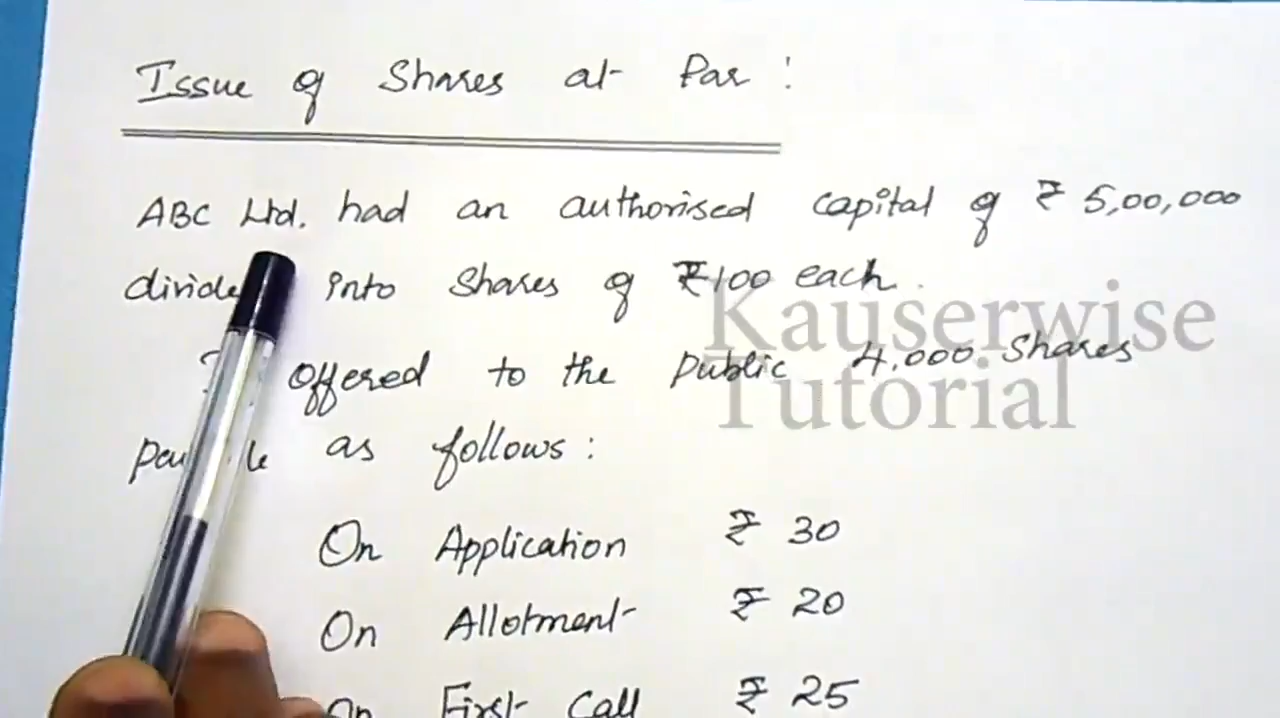 Issue of Shares at Par :
ABC Ltd. had an authorised capital of ₹ 5,00,000
into Shares of ₹100 each.
Offered to the Public 4,000 Shares
as follows :
On Application ₹ 30
On Allotment ₹ 20
On First Call ₹ 25
Kauserwise
Tutorial